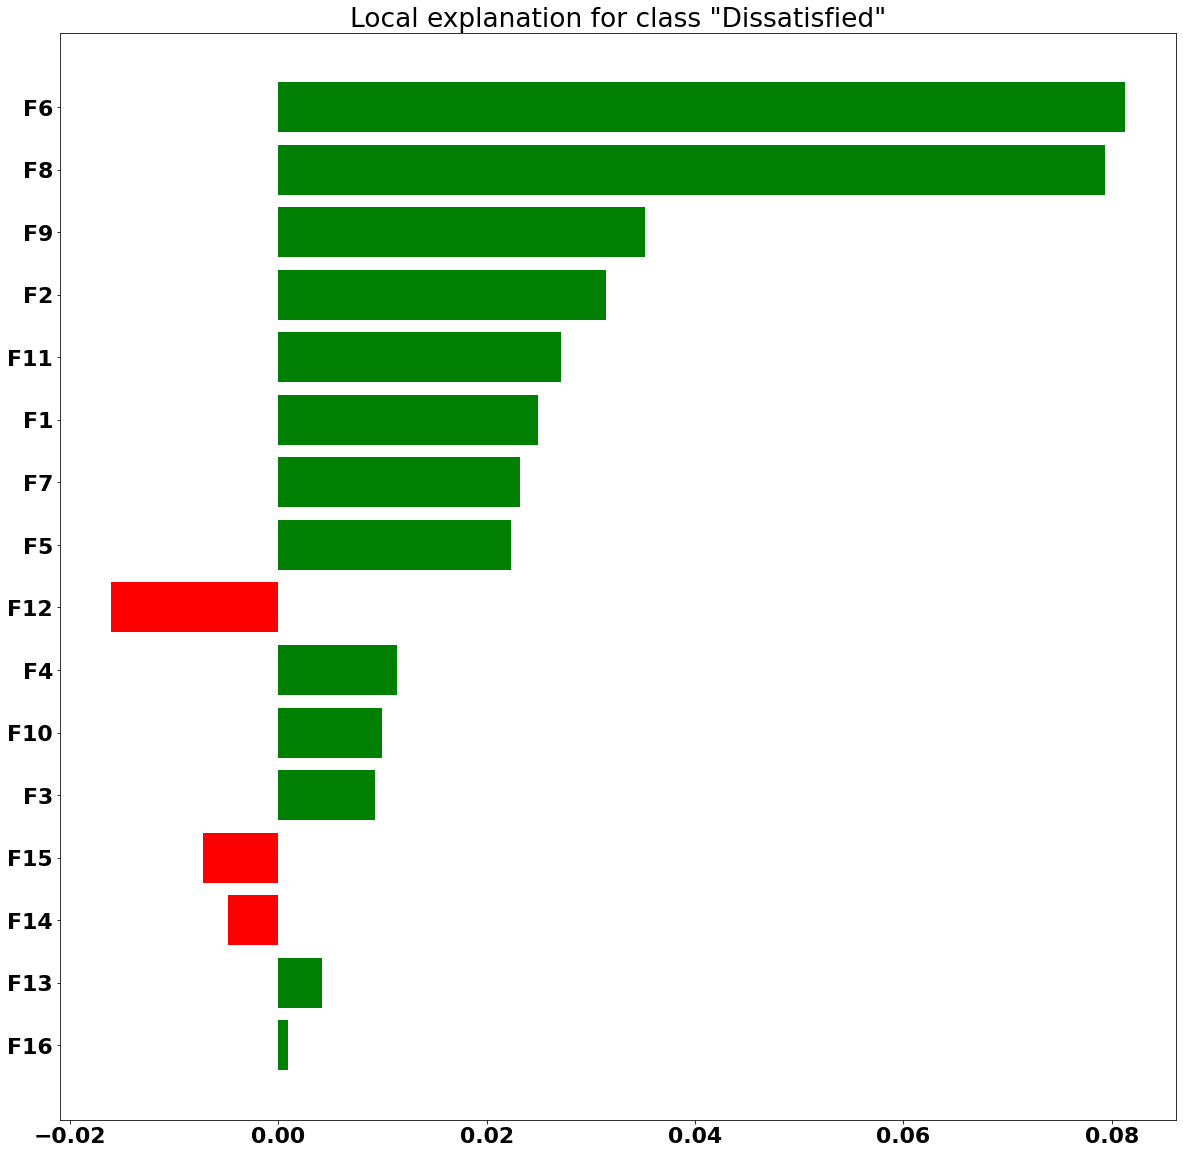 Local explanation for class "Dissatisfied"
F6
F8
F9
F2
F11
F1
F7
F5
F12
F4
F10
F3
F15
F14
F13
F16
−0.02 0.00 0.02 0.04 0.06 0.08